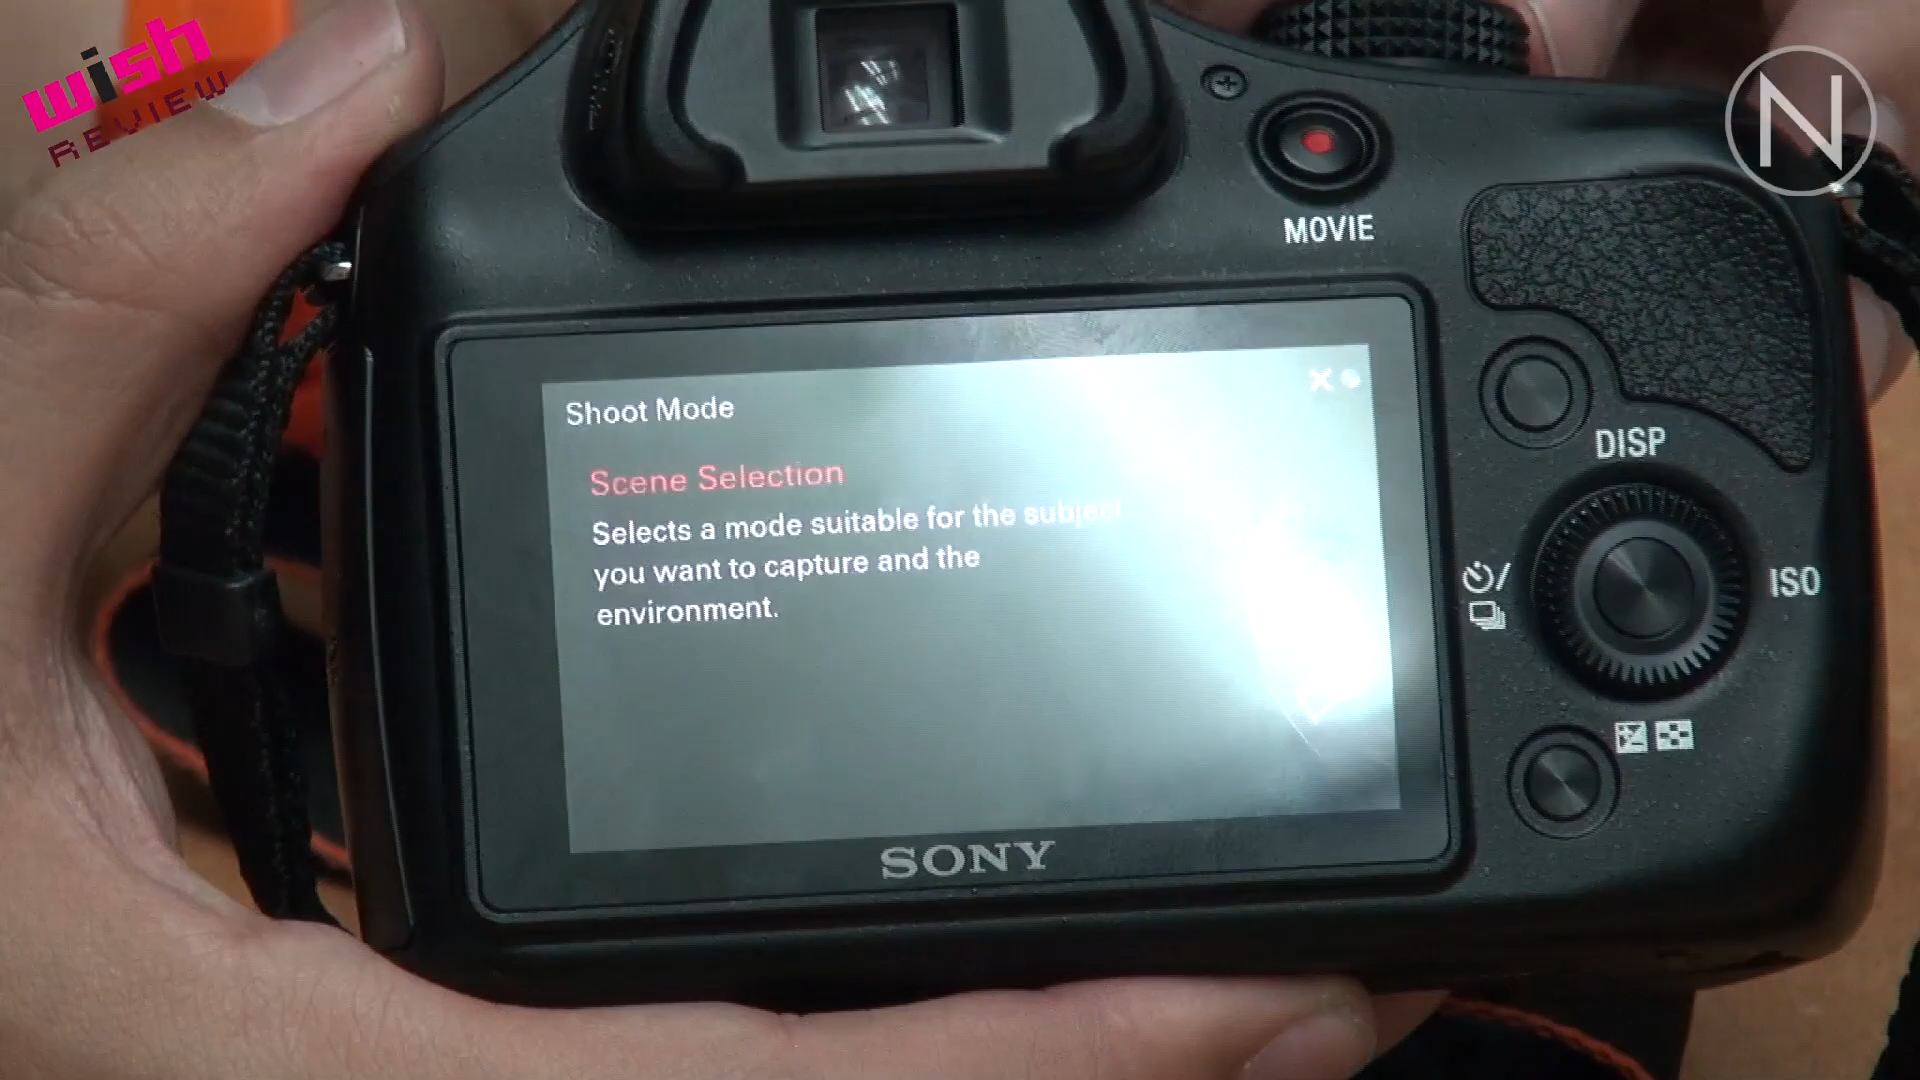 wish
REVIEW
N
MOVIE
Shoot Mode
Scene Selection
Selects a mode suitable for the subject
you want to capture and the
environment.
DISP
ISO
SONY